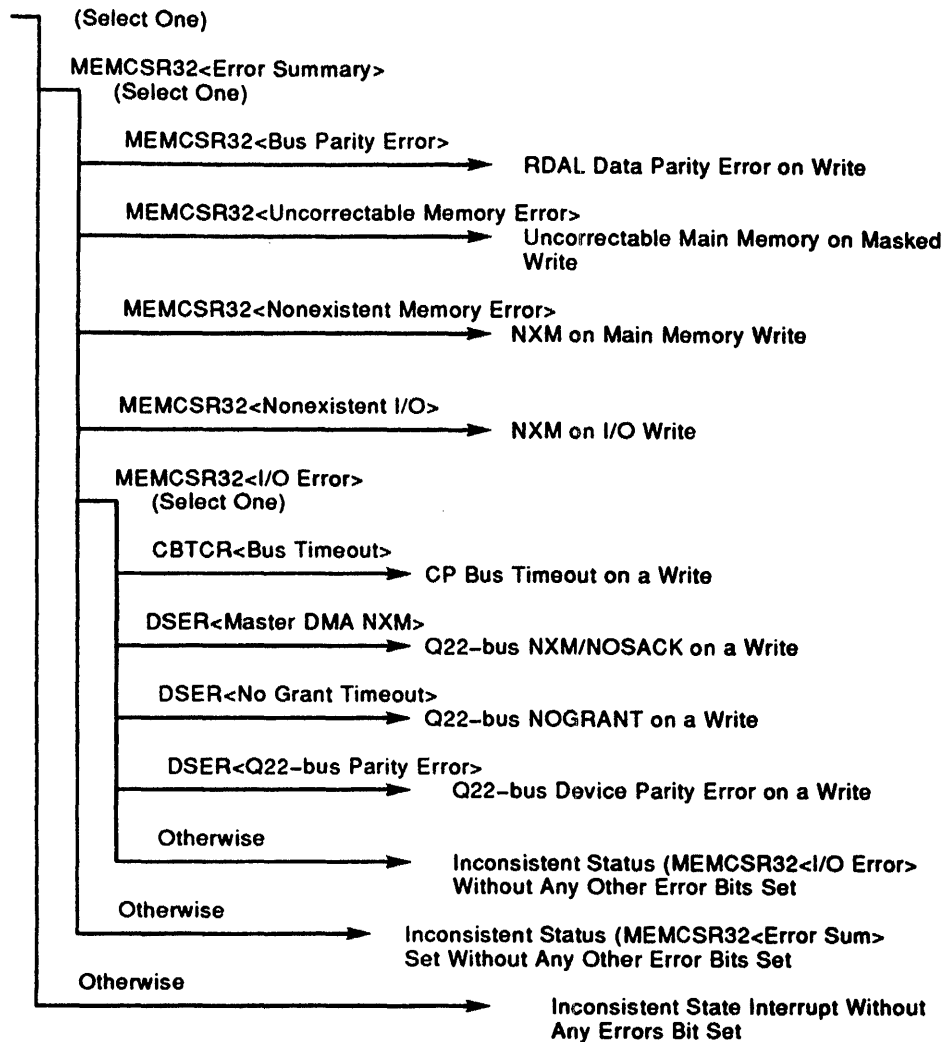 (Select One)
MEMCSR32<Error Summary>
(Select One)
MEMCSR32<Bus Parity Error>
RDAL Data Parity Error on Write
MEMCSR32<Uncorrectable Memory Error>
Uncorrectable Main Memory on Masked
Write
MEMCSR32<Nonexistent Memory Error>
NXM on Main Memory Write
MEMCSR32<Nonexistent I/O>
NXM on I/O Write
MEMCSR32<I/O Error>
(Select One)
CBTCR<Bus Timeout>
CP Bus Timeout on a Write
DSER<Master DMA NXM>
Q22-bus NXM/NOSACK on a Write
DSER<No Grant Timeout>
Q22-bus NOGRANT on a Write
DSER<Q22-bus Parity Error>
Q22-bus Device Parity Error on a Write
Otherwise
Inconsistent Status (MEMCSR32<I/O Error>
Without Any Other Error Bits Set
Otherwise
Inconsistent Status (MEMCSR32<Error Sum>
Set Without Any Other Error Bits Set
Otherwise
Inconsistent State Interrupt Without
Any Errors Bit Set